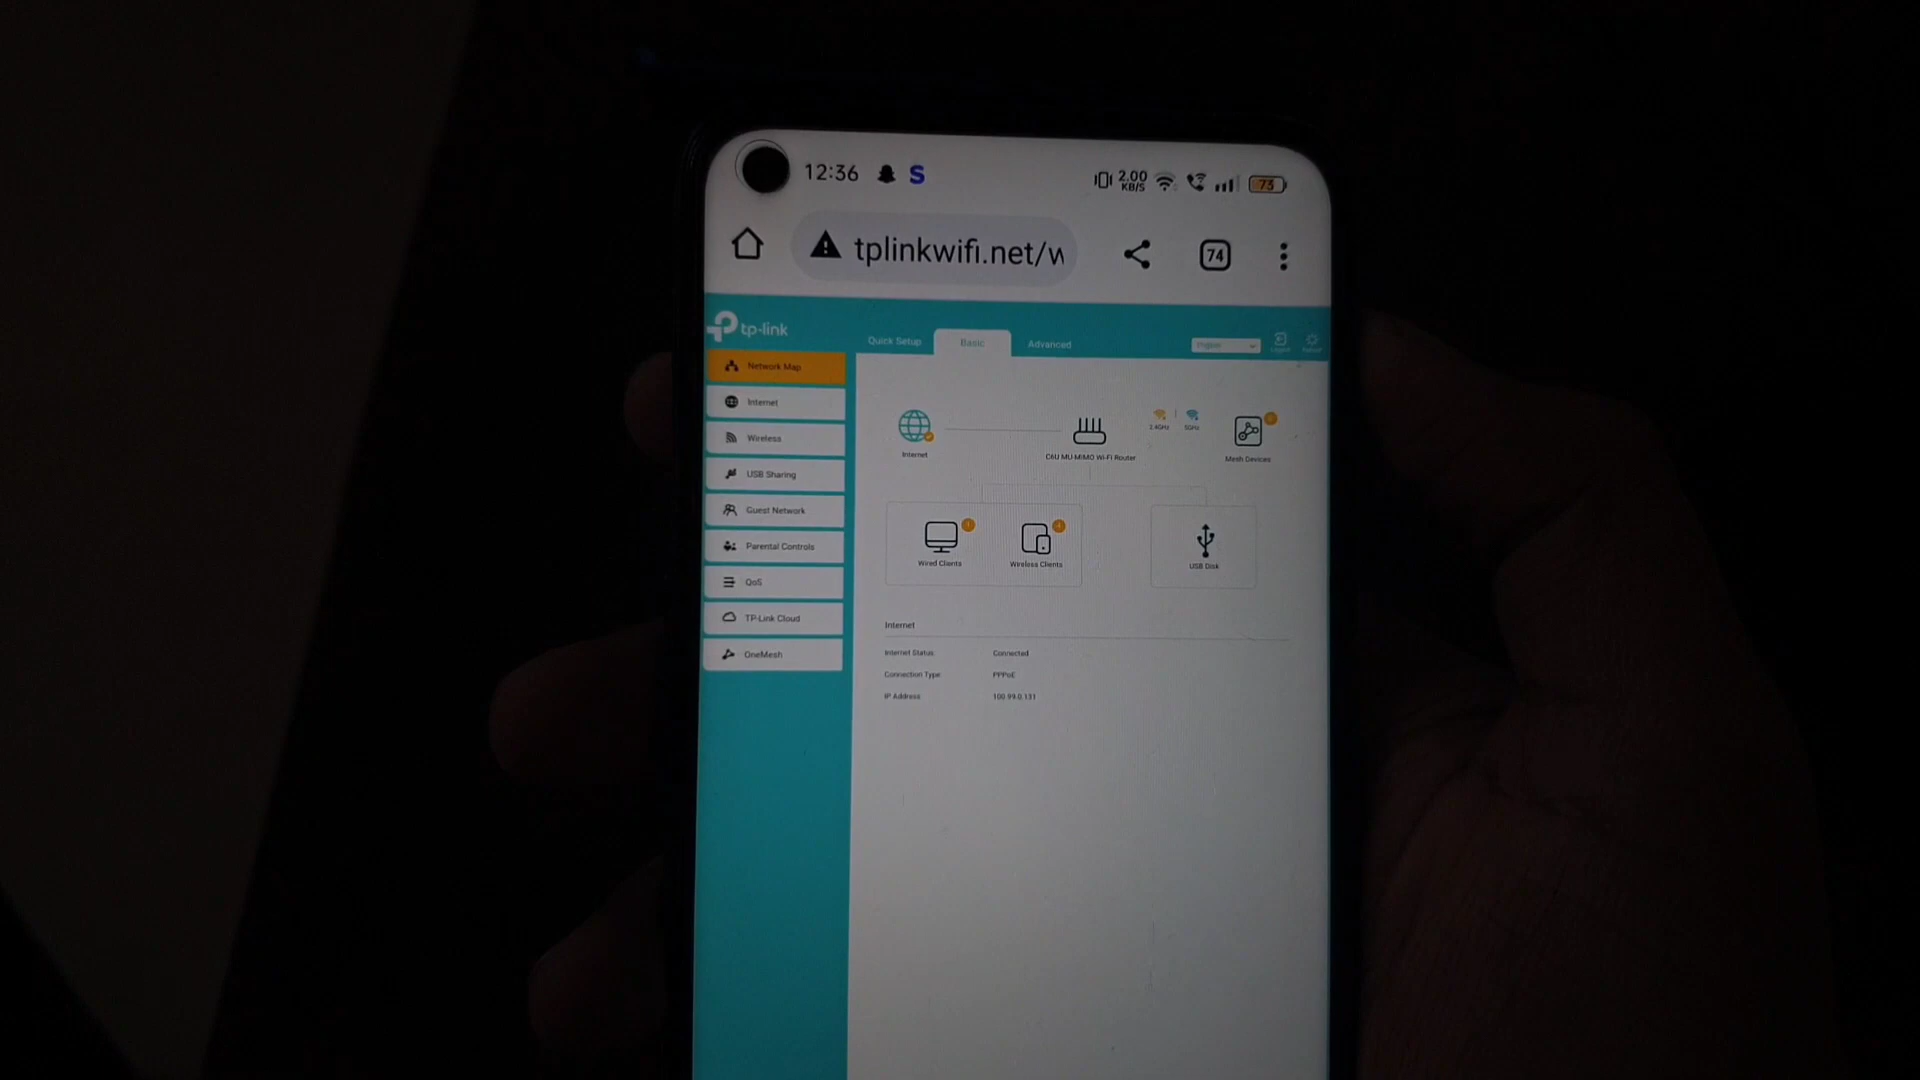 12:36 S 2.00 KB/S 73
tplinkwifi.net/w 74
tp-link
Quick Setup Basic Advanced
Network Map
Internet
Wireless
USB Sharing
Guest Network
Parental Controls
QoS
TP-Link Cloud
OneMesh
2.4GHz 5GHz
Internet
C6U MU-MIMO Wi-Fi Router
Mesh Devices
Wired Clients
Wireless Clients
USB Disk
Internet
Internet Status: Connected
Connection Type: PPPoE
IP Address: 100.99.0.131